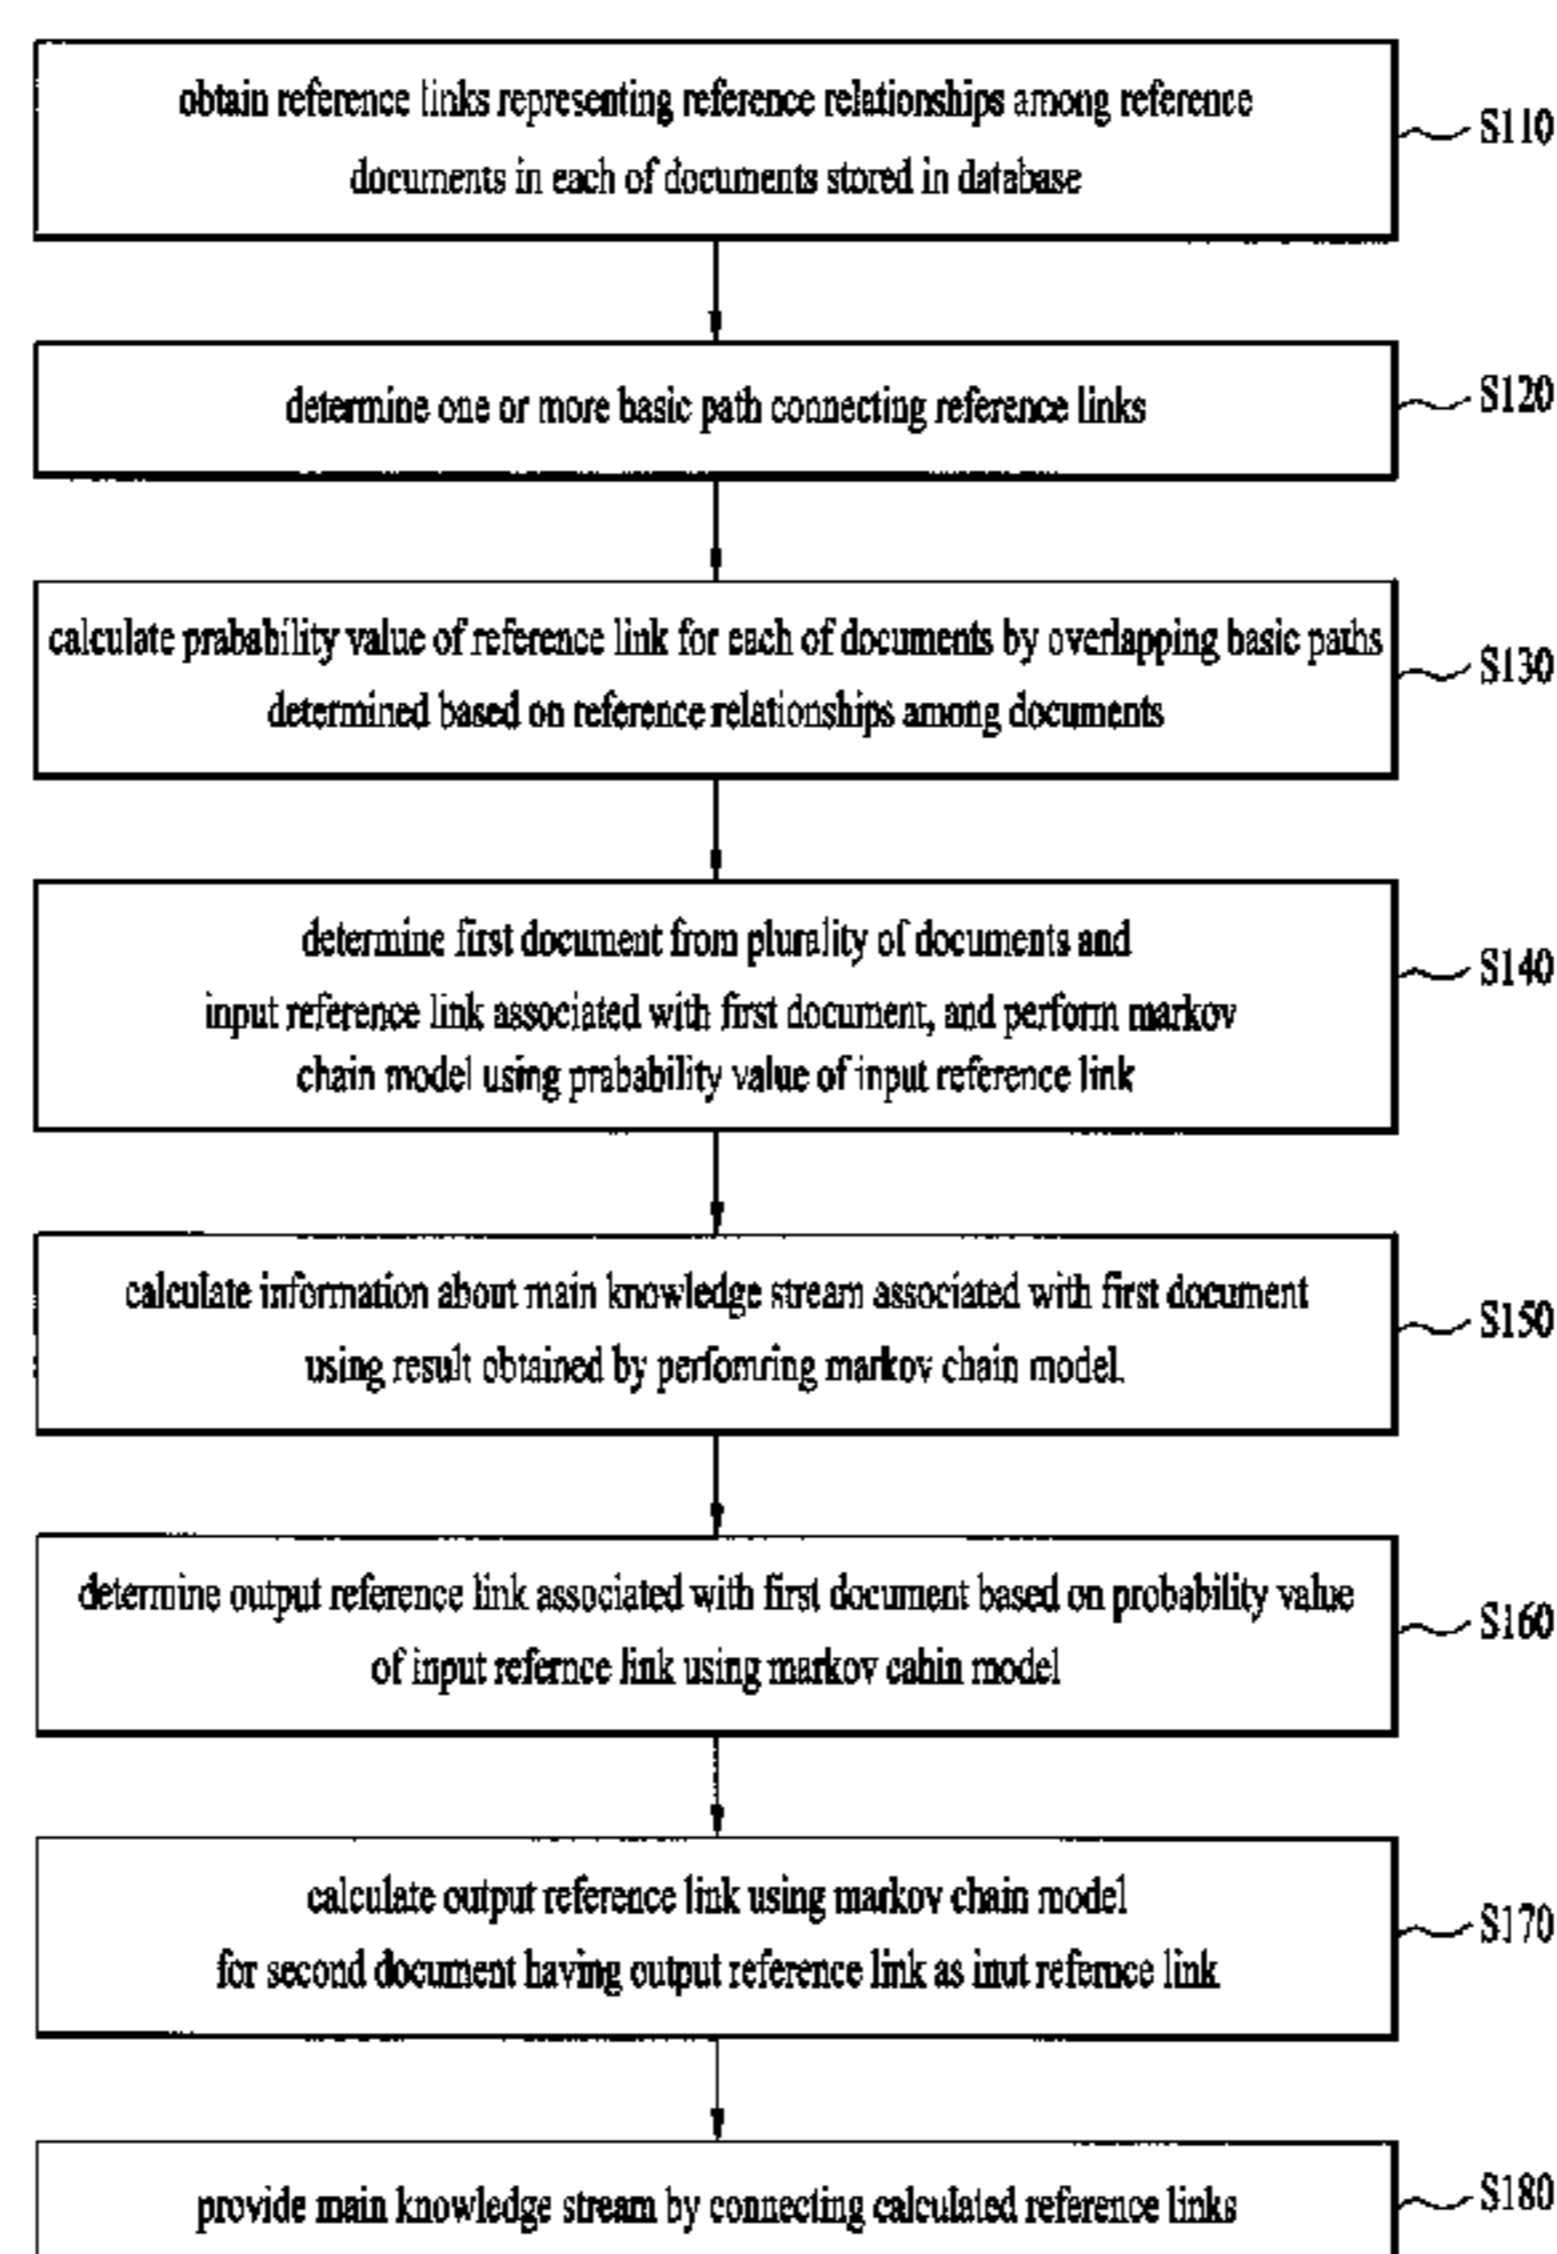 obtain reference links representing reference relationships among reference
documents in each of documents stored in database
S110
determine one or more basic path connecting reference links
S120
calculate prabability value of reference link for each of documents by overlapping basic paths
determined based on reference relationships among documents
S130
determine first document from plurality of documents and
input reference link associated with first document, and perform markov
chain model using prabability value of input reference link
S140
calculate information about main knowledge stream associated with first document
using result obtained by perfomring markov chain model.
S150
determine output reference link associated with first document based on probability value
of input refernce link using markov cahin model
S160
calculate output reference link using markov chain model
for second document having output reference link as inut refernce link
S170
provide main knowledge stream by connecting calculated reference links
S180